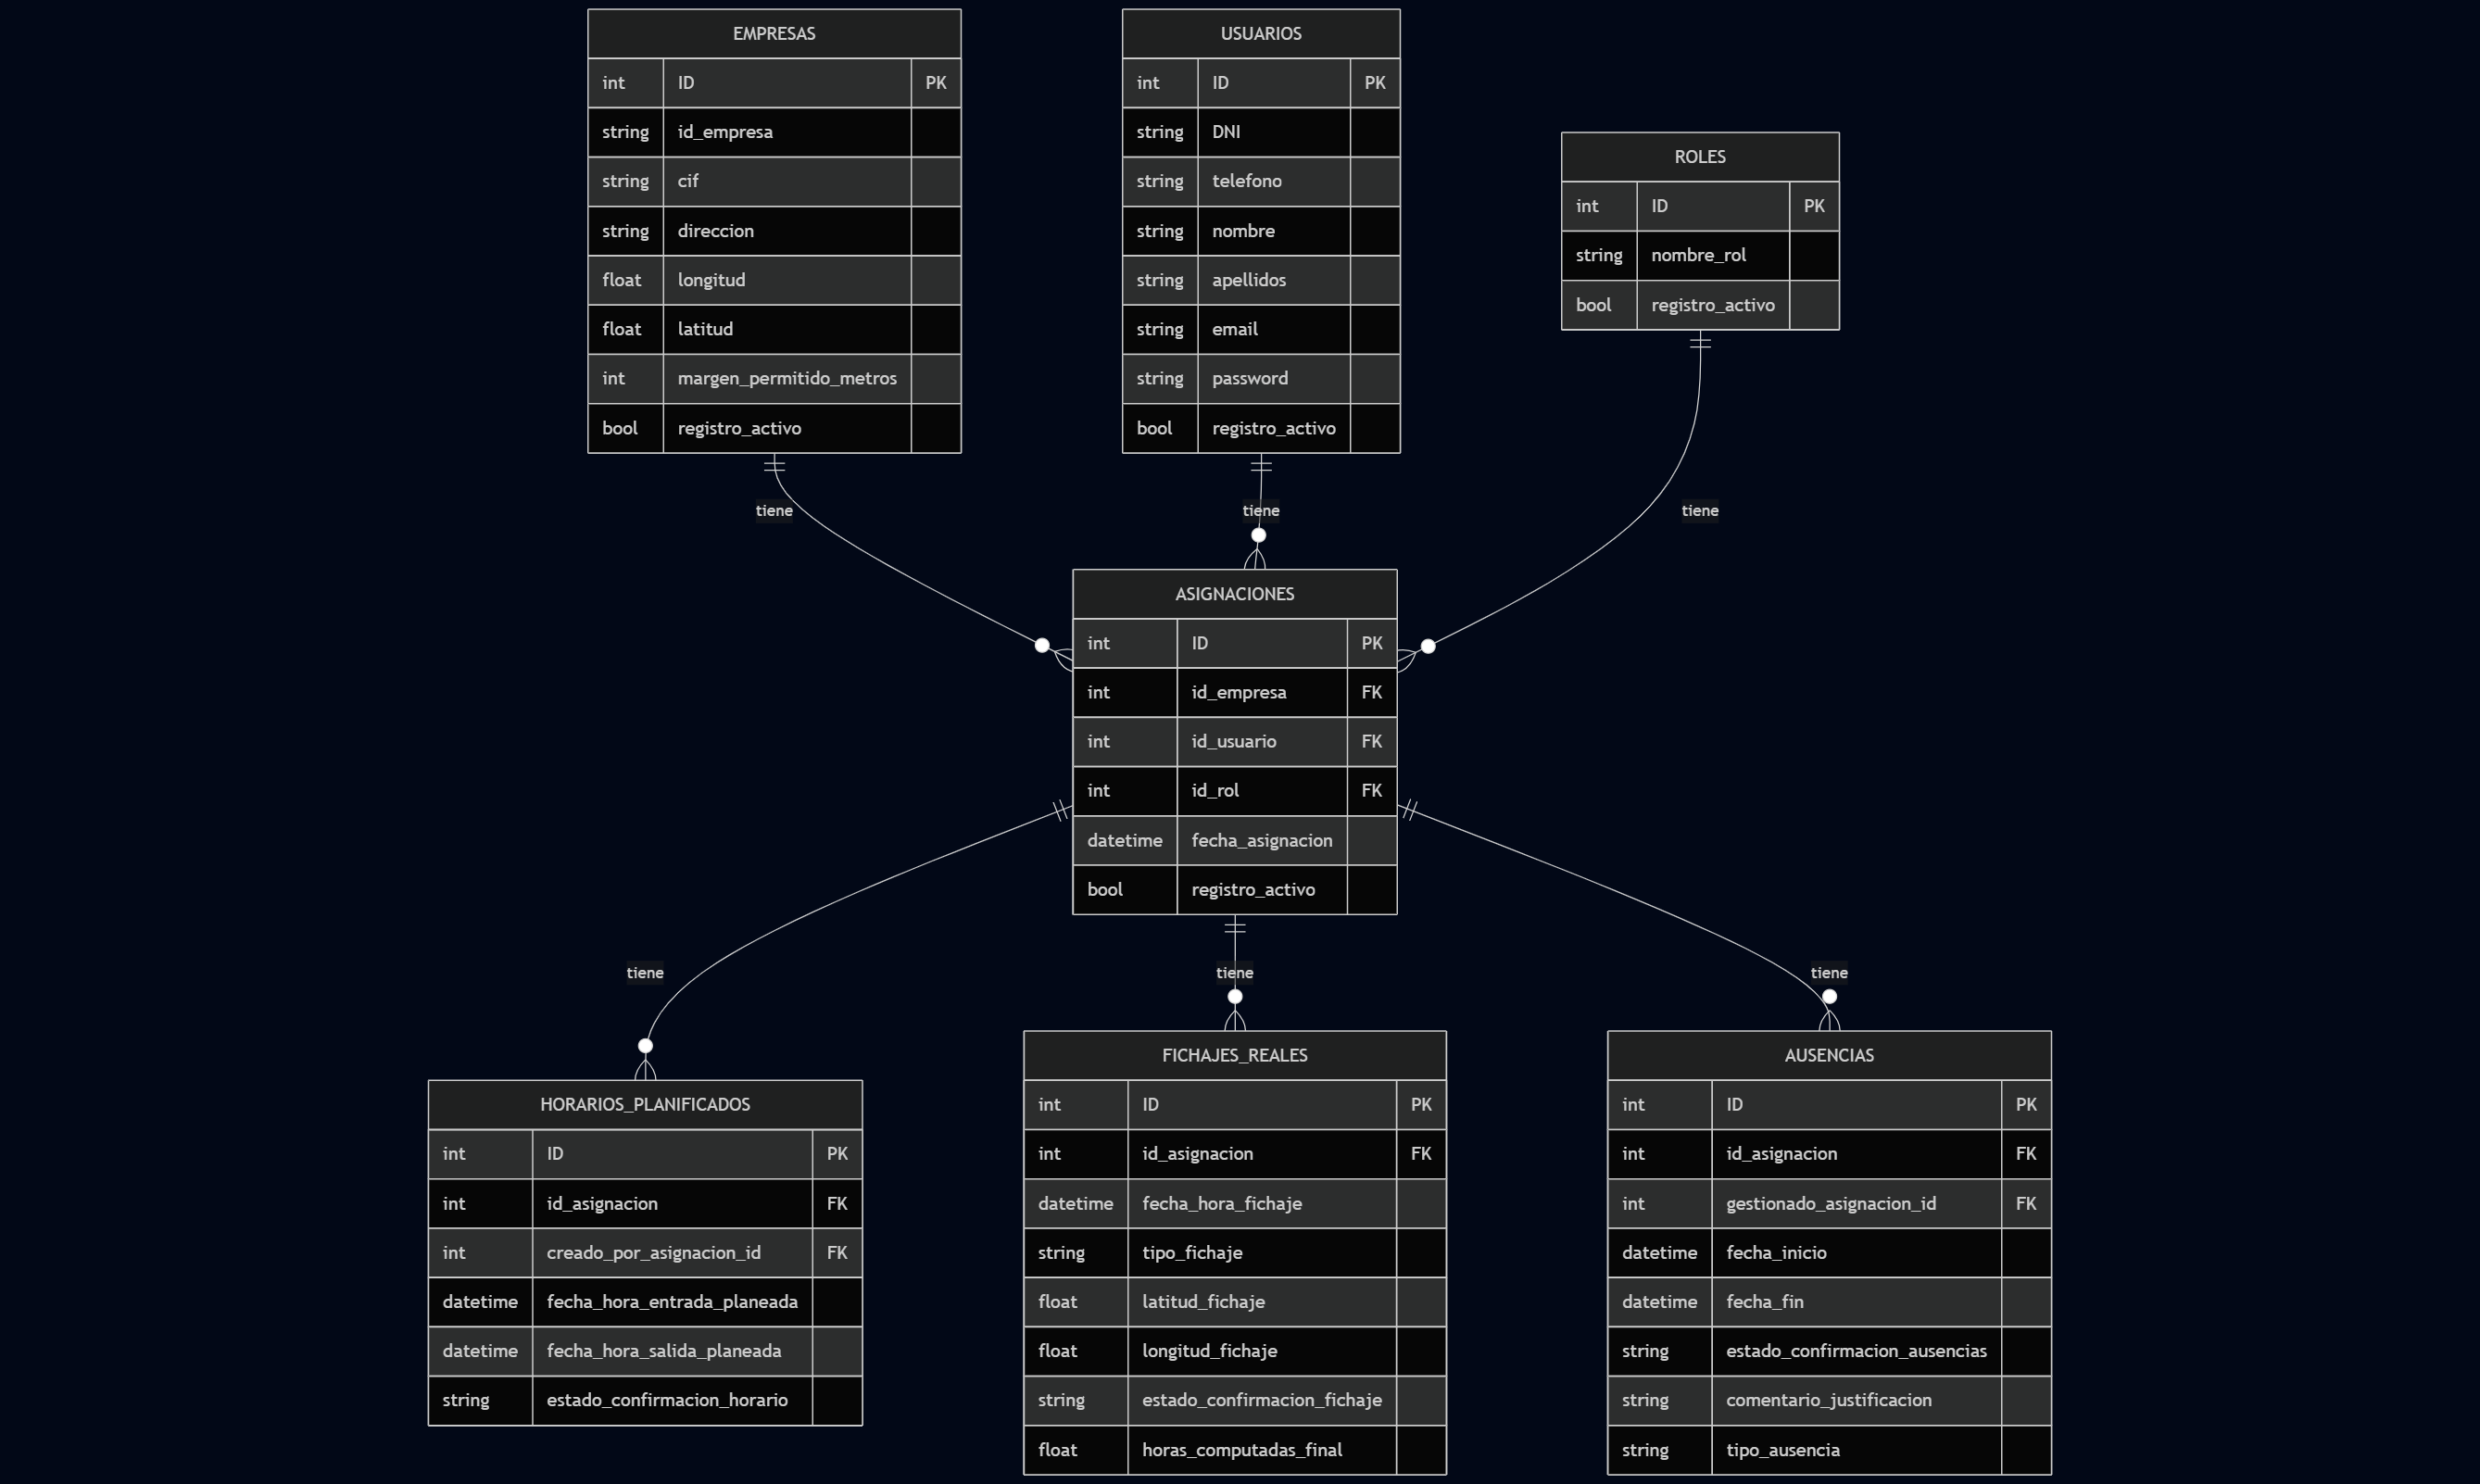 EMPRESAS
int ID PK
string id_empresa
string cif
string direccion
float longitud
float latitud
int margen_permitido_metros
bool registro_activo
USUARIOS
int ID PK
string DNI
string telefono
string nombre
string apellidos
string email
string password
bool registro_activo
ROLES
int ID PK
string nombre_rol
bool registro_activo
tiene
tiene
tiene
ASIGNACIONES
int ID PK
int id_empresa FK
int id_usuario FK
int id_rol FK
datetime fecha_asignacion
bool registro_activo
tiene
tiene
tiene
HORARIOS_PLANIFICADOS
int ID PK
int id_asignacion FK
int creado_por_asignacion_id FK
datetime fecha_hora_entrada_planeada
datetime fecha_hora_salida_planeada
string estado_confirmacion_horario
FICHAJES_REALES
int ID PK
int id_asignacion FK
datetime fecha_hora_fichaje
string tipo_fichaje
float latitud_fichaje
float longitud_fichaje
string estado_confirmacion_fichaje
float horas_computadas_final
AUSENCIAS
int ID PK
int id_asignacion FK
int gestionado_asignacion_id FK
datetime fecha_inicio
datetime fecha_fin
string estado_confirmacion_ausencias
string comentario_justificacion
string tipo_ausencia